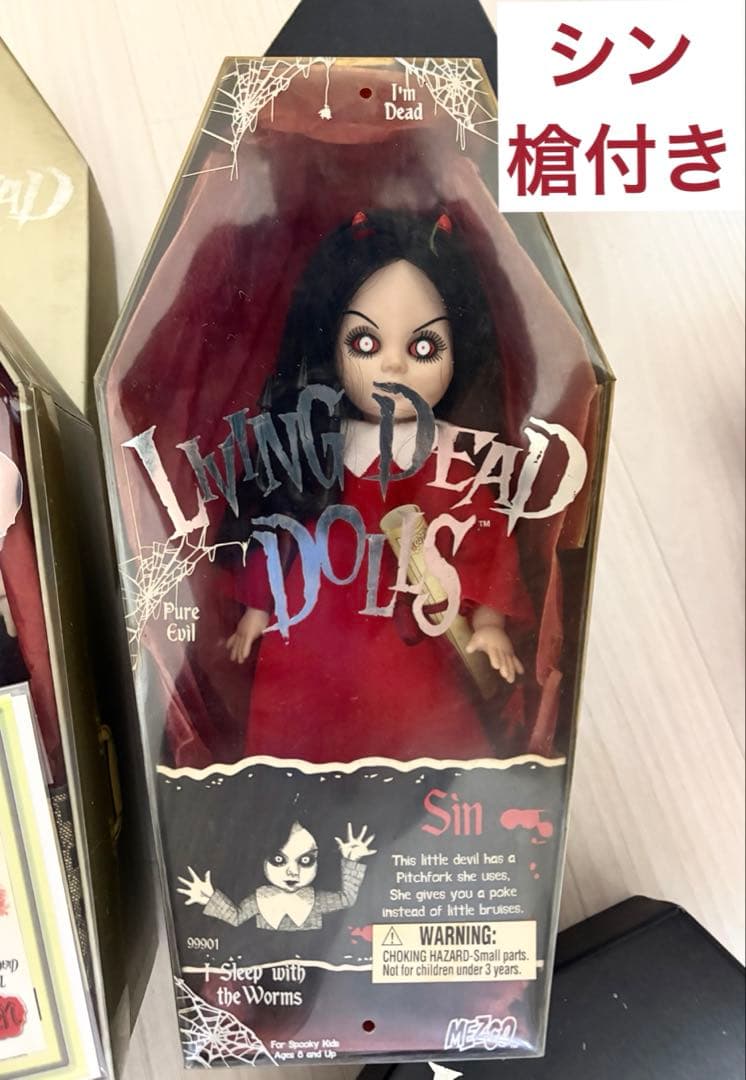 シン
槍付き
I'm
Dead
LIVING DEAD
DOLLS™
Pure
Evil
Sin
This little devil has a
Pitchfork she uses,
She gives you a poke
instead of little bruises.
99901
WARNING:
CHOKING HAZARD-Small parts.
Not for children under 3 years.
I Sleep with
the Worms
For Spooky Kids
Ages 6 and Up
MEZCO